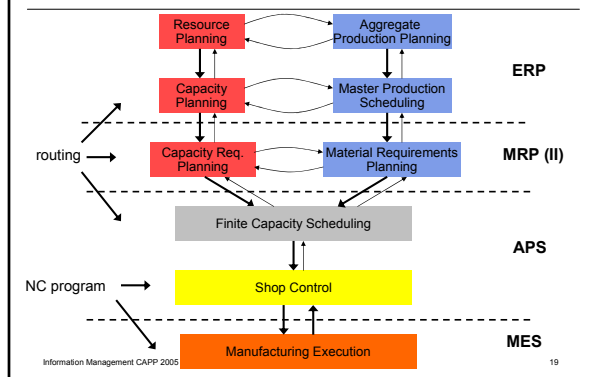 Resource
Planning
Aggregate
Production Planning
ERP
Capacity
Planning
Master Production
Scheduling
routing
Capacity Req.
Planning
Material Requirements
Planning
MRP (II)
Finite Capacity Scheduling
APS
NC program
Shop Control
MES
Manufacturing Execution
Information Management CAPP 2005
19